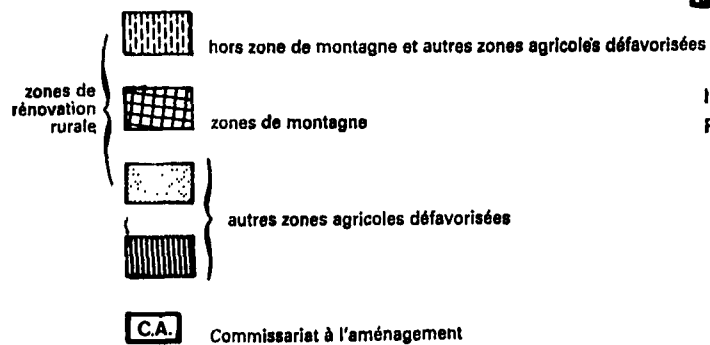 hors zone de montagne et autres zones agricoles défavorisées
zones de
rénovation
rurale
zones de montagne
autres zones agricoles défavorisées
C.A.
Commissariat à l'aménagement